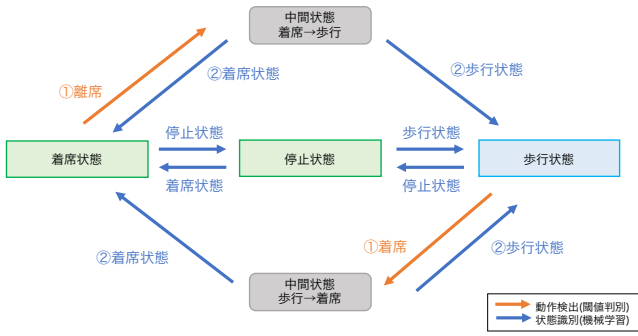 中間状態
着席→歩行
①離席
②着席状態
②歩行状態
停止状態
歩行状態
着席状態
停止状態
歩行状態
着席状態
停止状態
②着席状態
①着席
②歩行状態
中間状態
歩行→着席
動作検出(閾値判別)
状態識別(機械学習)